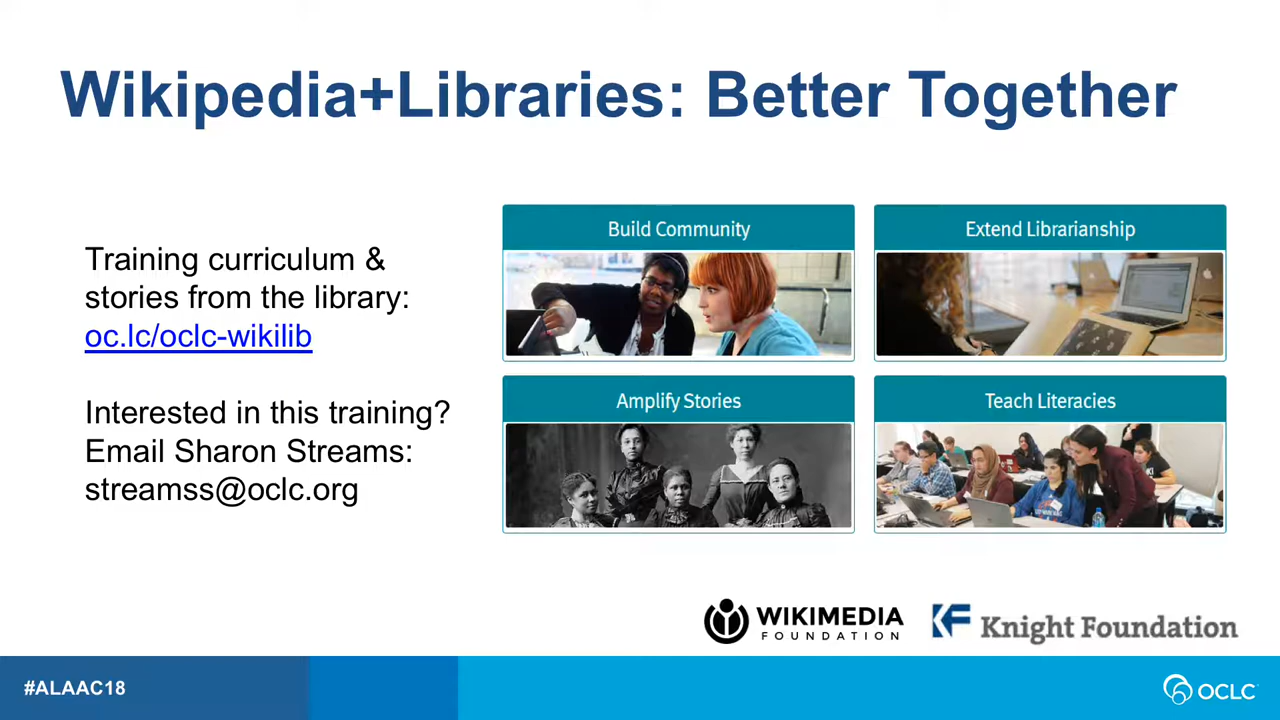 Wikipedia+Libraries: Better Together
Training curriculum &
stories from the library:
oc.lc/oclc-wikilib
Interested in this training?
Email Sharon Streams:
streamss@oclc.org
Build Community
Extend Librarianship
Amplify Stories
Teach Literacies
WIKIMEDIA
FOUNDATION
KF Knight Foundation
#ALAAC18
OCLC